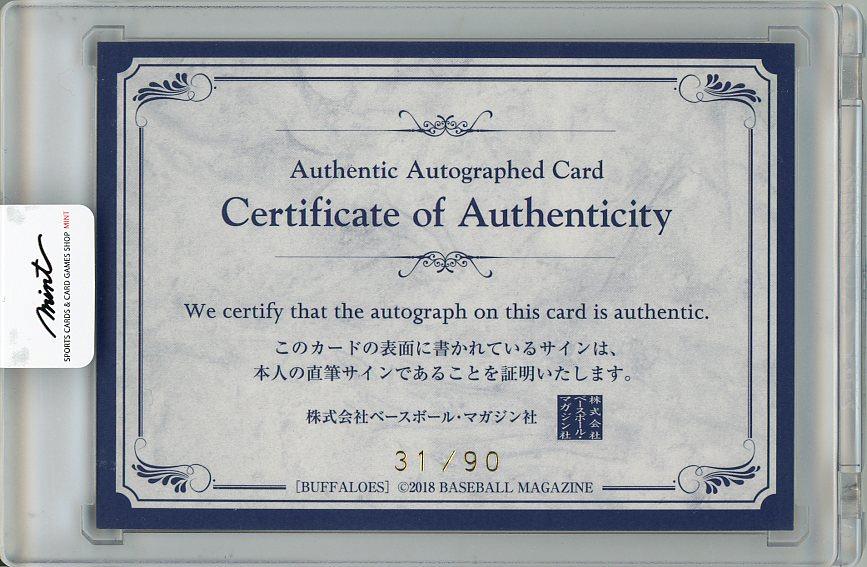 Authentic Autographed Card
Certificate of Authenticity
We certify that the autograph on this card is authentic.
このカードの表面に書かれているサインは、
本人の直筆サインであることを証明いたします。
株式会社ベースボール・マガジン社
株式会社
ベースボール・
マガジン社
31/90
[BUFFALOES] ©2018 BASEBALL MAGAZINE
mint
SPORTS CARDS & CARD GAMES SHOP MINT